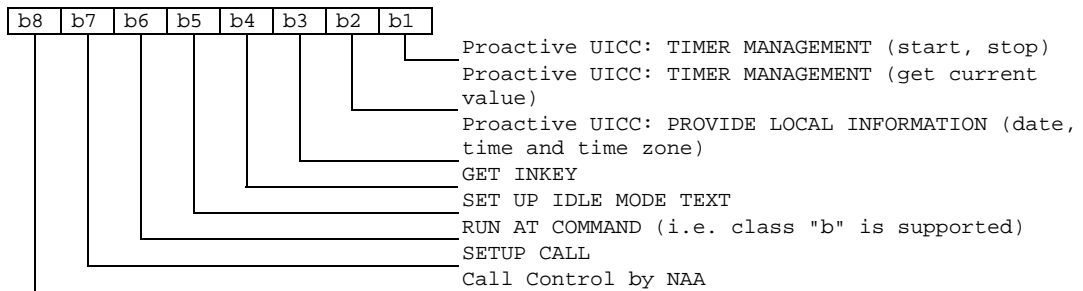 b8 b7 b6 b5 b4 b3 b2 b1
Proactive UICC: TIMER MANAGEMENT (start, stop)
Proactive UICC: TIMER MANAGEMENT (get current
value)
Proactive UICC: PROVIDE LOCAL INFORMATION (date,
time and time zone)
GET INKEY
SET UP IDLE MODE TEXT
RUN AT COMMAND (i.e. class "b" is supported)
SETUP CALL
Call Control by NAA